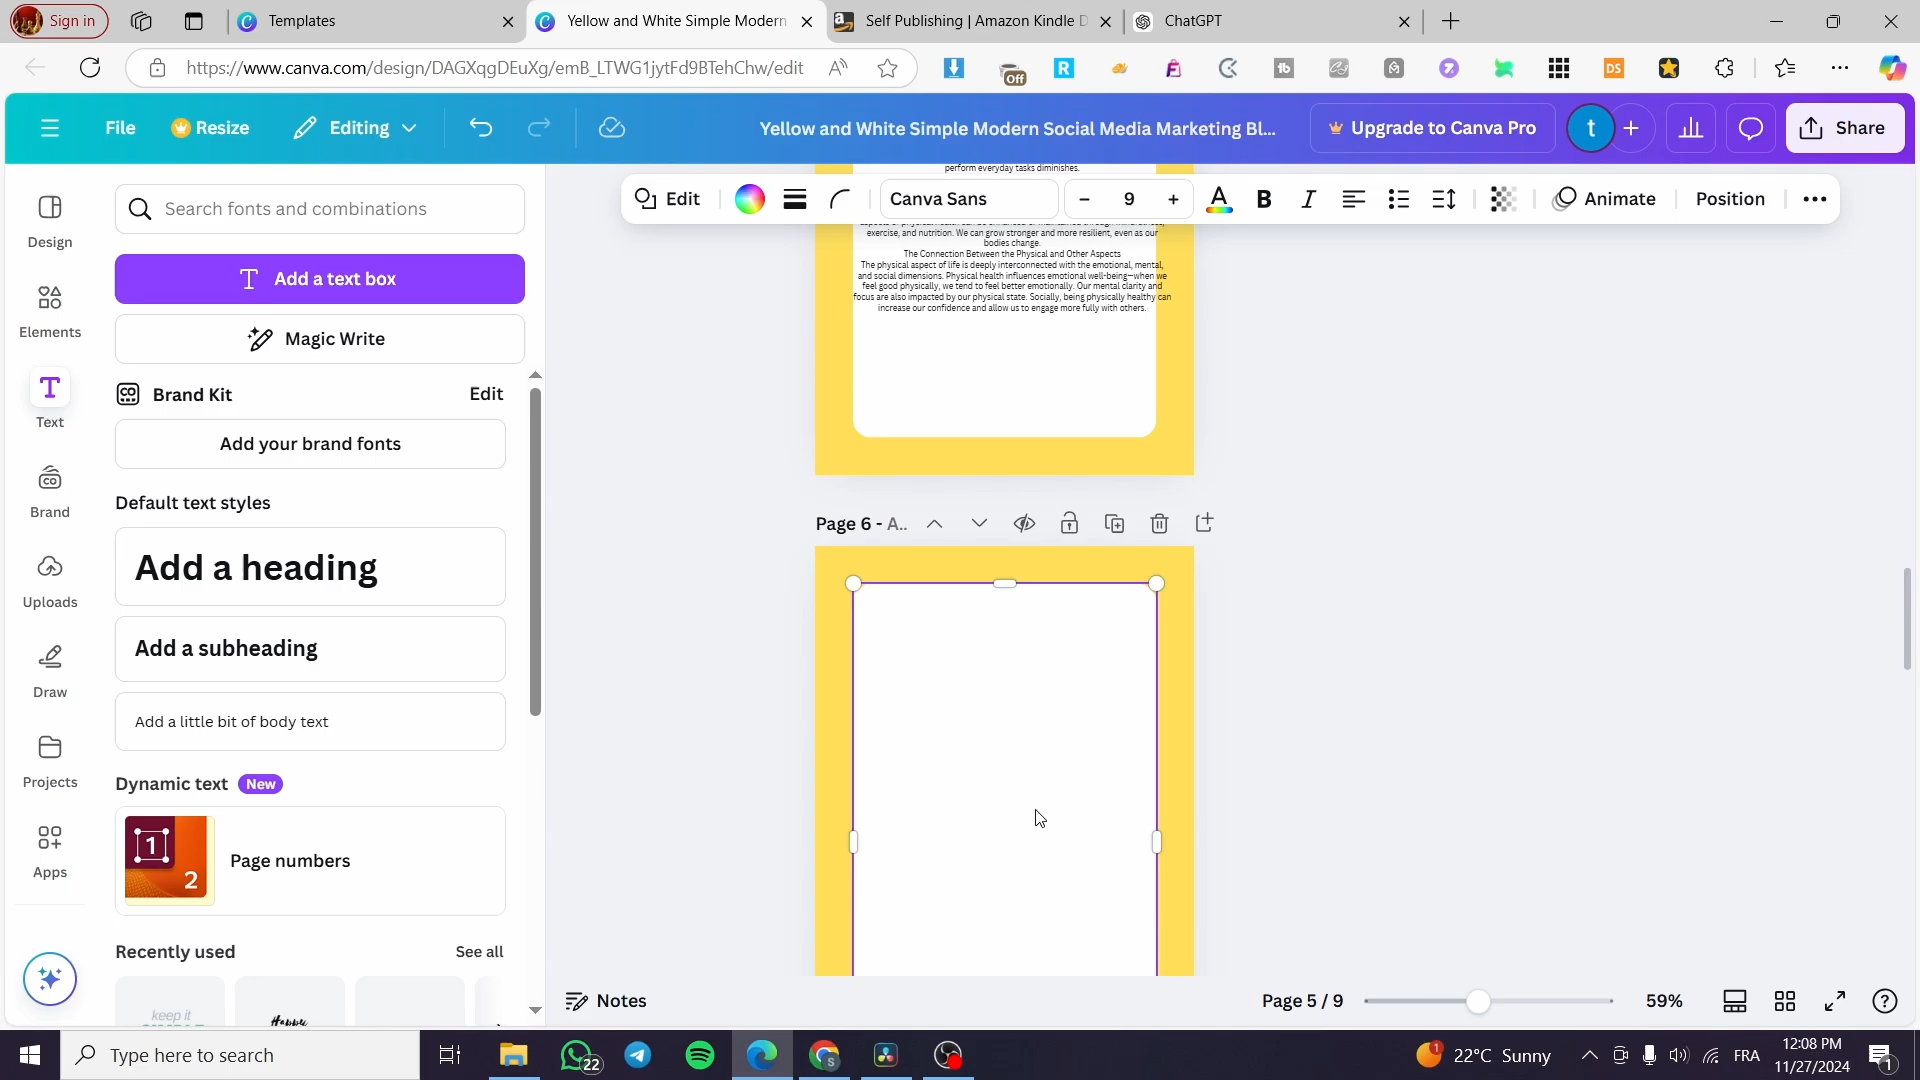 Sign in
Templates
Yellow and White Simple Modern
Self Publishing | Amazon Kindle D
ChatGPT
https://www.canva.com/design/DAGXqgDEuXg/emB_LTWG1jytFd9BTehChw/edit
Off
File
Resize
Editing
Yellow and White Simple Modern Social Media Marketing Bl...
Upgrade to Canva Pro
t
Share
Design
Elements
Text
Brand
Uploads
Draw
Projects
Apps
Search fonts and combinations
Add a text box
Magic Write
Brand Kit
Edit
Add your brand fonts
Default text styles
Add a heading
Add a subheading
Add a little bit of body text
Dynamic text New
1
2
Page numbers
Recently used
See all
keep it
Happy
perform everyday tasks diminishes.
Edit
Canva Sans
– 9 +
A
B
I
Animate
Position
exercise, and nutrition. We can grow stronger and more resilient, even as our
bodies change.
The Connection Between the Physical and Other Aspects
The physical aspect of life is deeply interconnected with the emotional, mental,
and social dimensions. Physical health influences emotional well-being—when we
feel good physically, we tend to feel better emotionally. Our mental clarity and
focus are also impacted by our physical state. Socially, being physically healthy can
increase our confidence and allow us to engage more fully with others.
Page 6 - A..
Notes
Page 5 / 9
59%
Type here to search
22
22°C Sunny
FRA
12:08 PM
11/27/2024
1